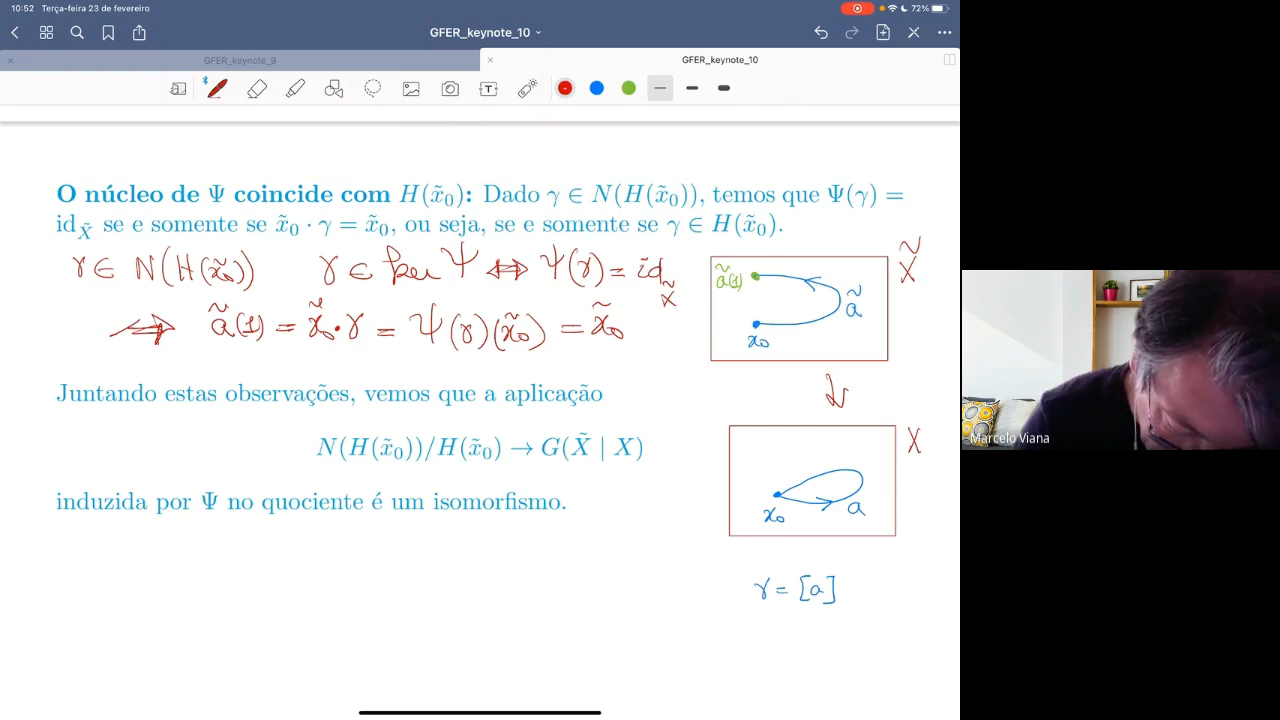 10:52 Terça-feira 23 de fevereiro 72%
GFER_keynote_10
GFER_keynote_9 GFER_keynote_10
O núcleo de Ψ coincide com H(x̃₀): Dado γ ∈ N(H(x̃₀)), temos que Ψ(γ) =
id_X̃ se e somente se x̃₀ · γ = x̃₀, ou seja, se e somente se γ ∈ H(x̃₀).
γ ∈ N(H(x̃₀)) γ ∈ ker Ψ ⟺ Ψ(γ) = id_X̃
⟺ ã(1) = x̃₀·γ = Ψ(γ)(x̃₀) = x̃₀
X̃
ã(1)
ã
x₀
Juntando estas observações, vemos que a aplicação
N(H(x̃₀))/H(x̃₀) → G(X̃ | X)
induzida por Ψ no quociente é um isomorfismo.
↓
X
x₀ a
γ = [a]
Marcelo Viana